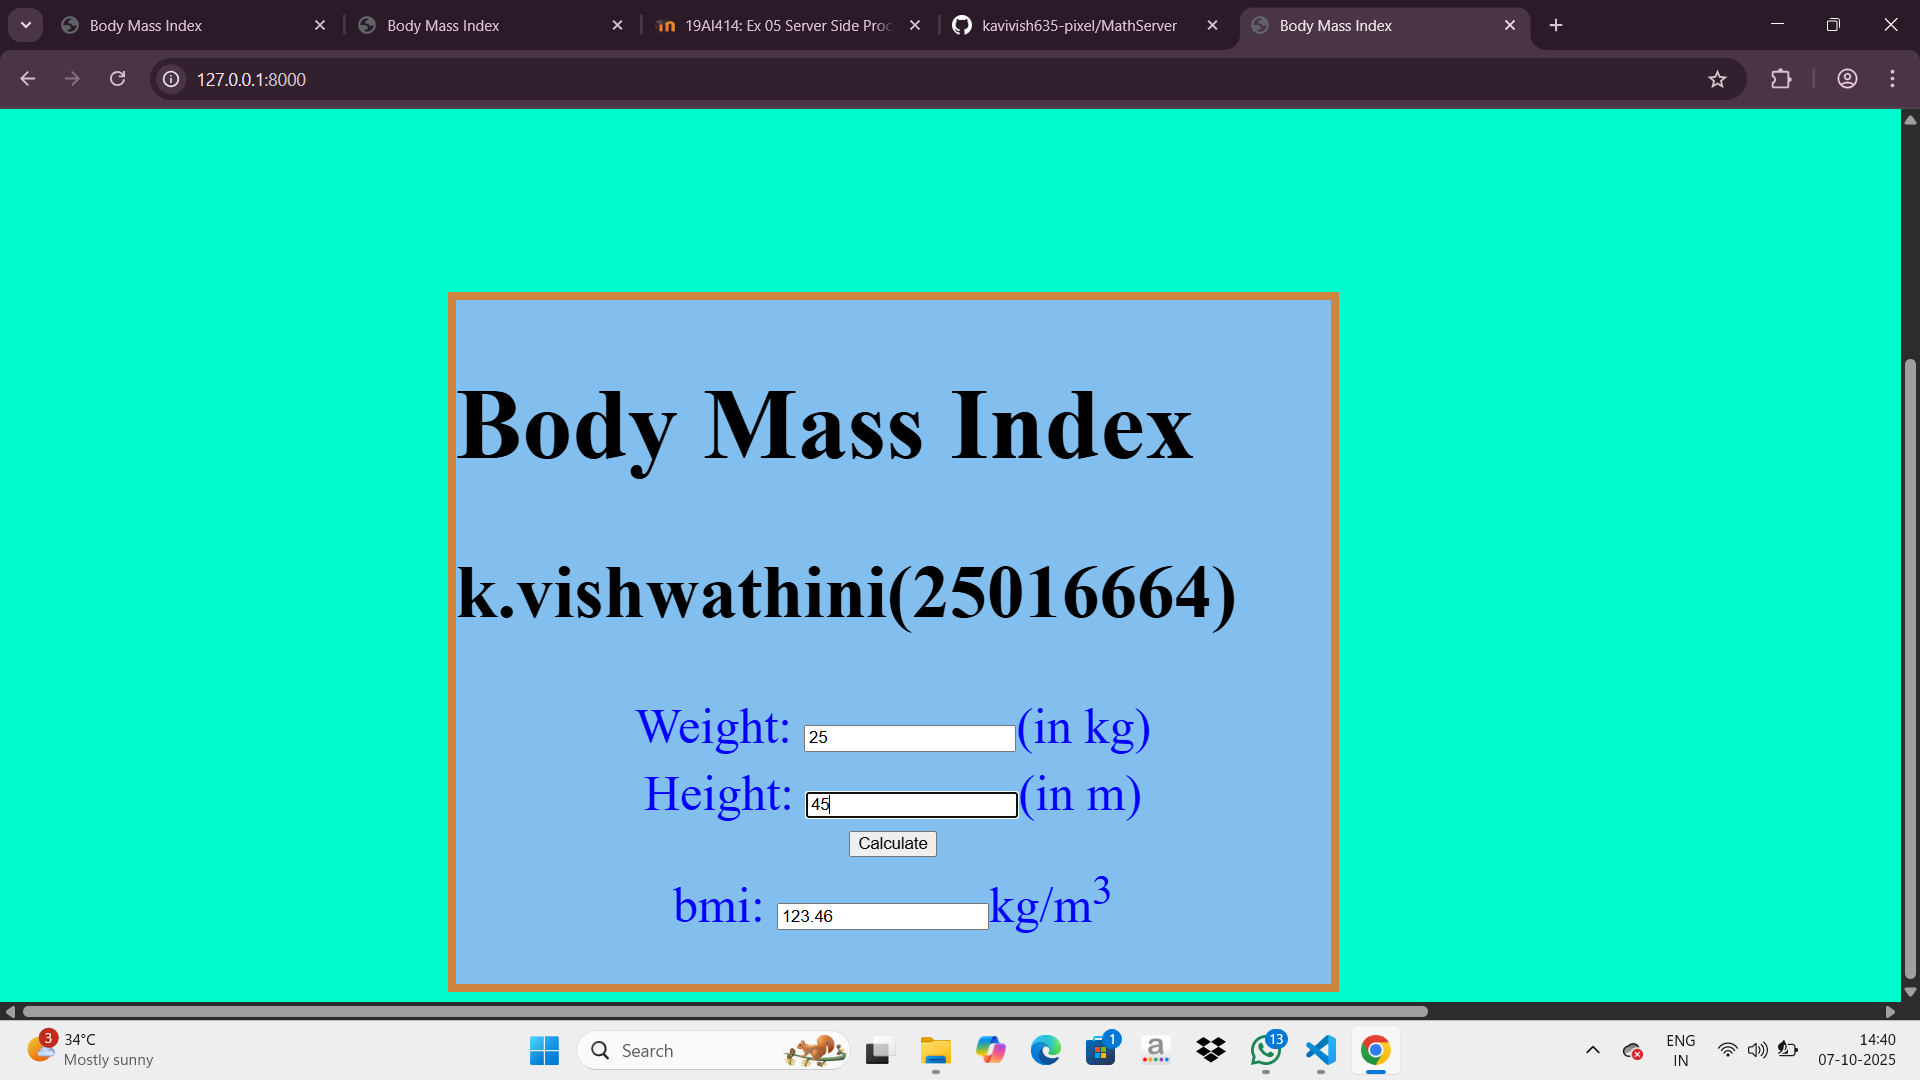 Body Mass Index
Body Mass Index
19AI414: Ex 05 Server Side Proc
kavivish635-pixel/MathServer
Body Mass Index
127.0.0.1:8000
Body Mass Index
k.vishwathini(25016664)
Weight: 25 (in kg)
Height: 45 (in m)
Calculate
bmi: 123.46 kg/m³
3
34°C
Mostly sunny
Search
1
a
13
ENG
IN
14:40
07-10-2025